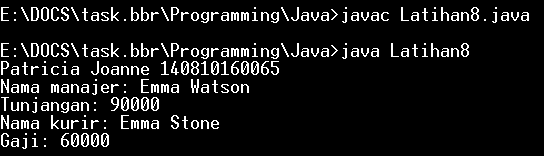 E:\DOCS\task.bbr\Programming\Java>javac Latihan8.java
E:\DOCS\task.bbr\Programming\Java>java Latihan8
Patricia Joanne 140810160065
Nama manajer: Emma Watson
Tunjangan: 90000
Nama kurir: Emma Stone
Gaji: 60000